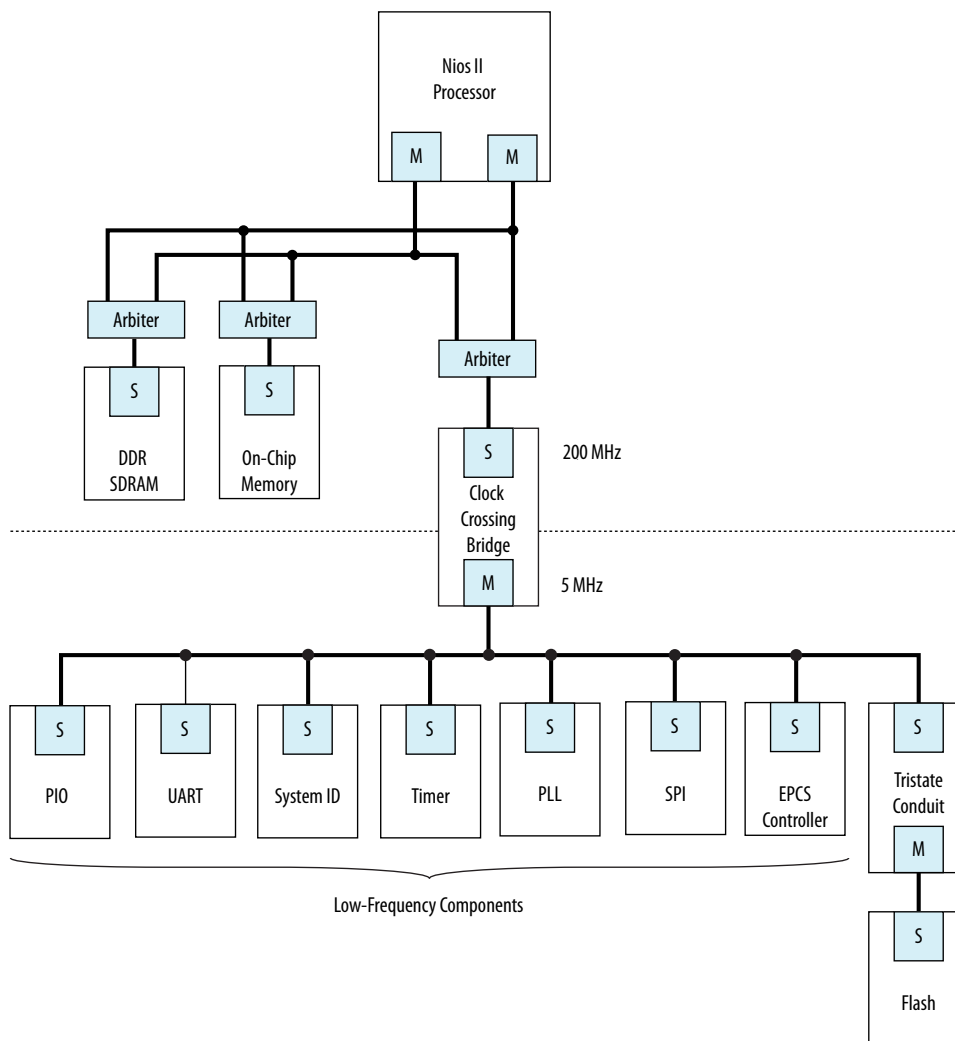 Nios II
Processor
M
M
Arbiter
Arbiter
Arbiter
S
S
DDR
SDRAM
On-Chip
Memory
S
200 MHz
Clock
Crossing
Bridge
M
5 MHz
S
S
S
S
S
S
S
S
PIO
UART
System ID
Timer
PLL
SPI
EPCS
Controller
Tristate
Conduit
M
Low-Frequency Components
S
Flash